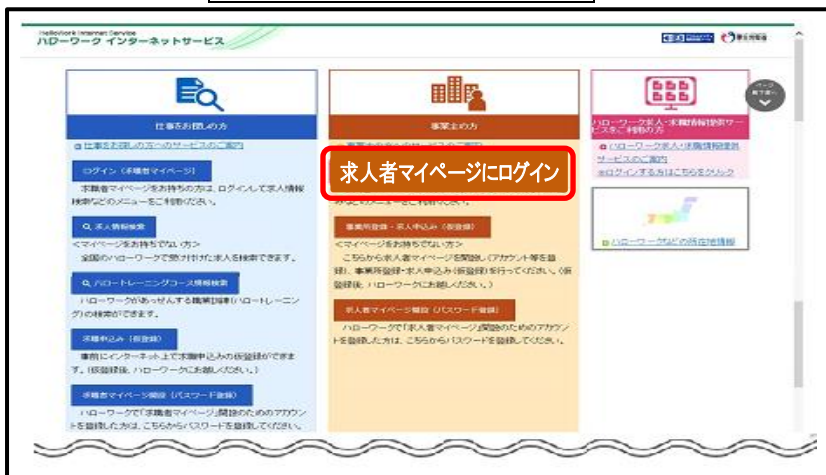 HelloWork Internet Service
ハローワーク インターネットサービス
仕事をお探しの方
仕事をお探しの方へのサービスのご案内
ログイン(求職者マイページ)
求職者マイページをお持ちの方は、ログインして求人情報
検索などのメニューをご利用ください。
求人情報検索
<マイページをお持ちでない方>
全国のハローワークで受け付けた求人を検索できます。
ハロートレーニングコース情報検索
ハローワークがあっせんする職業訓練(ハロートレーニン
グ)の検索ができます。
求職申込み(仮登録)
事前にインターネット上で求職申込みの仮登録ができま
す。(仮登録後、ハローワークにお越しください。)
求職者マイページ開設(パスワード登録)
ハローワークで「求職者マイページ」開設のためのアカウン
トを登録した方は、こちらからパスワードを登録してください。
事業主の方
求人者マイページにログイン
などのメニューをご利用ください。
事業所登録・求人申込み(仮登録)
<マイページをお持ちでない方>
こちらから求人者マイページを開設し(アカウント等を登
録)、事業所登録・求人申込み(仮登録)を行ってください。(仮
登録後、ハローワークにお越しください。)
求人者マイページ開設(パスワード登録)
ハローワークで「求人者マイページ」開設のためのアカウン
トを登録した方は、こちらからパスワードを登録してください。
ハローワーク求人・求職情報提供サー
ビスをご利用の方
ハローワーク求人・求職情報提供
サービスのご案内
※ログインする方はこちらをクリック
ハローワークなどの所在地情報
厚生労働省